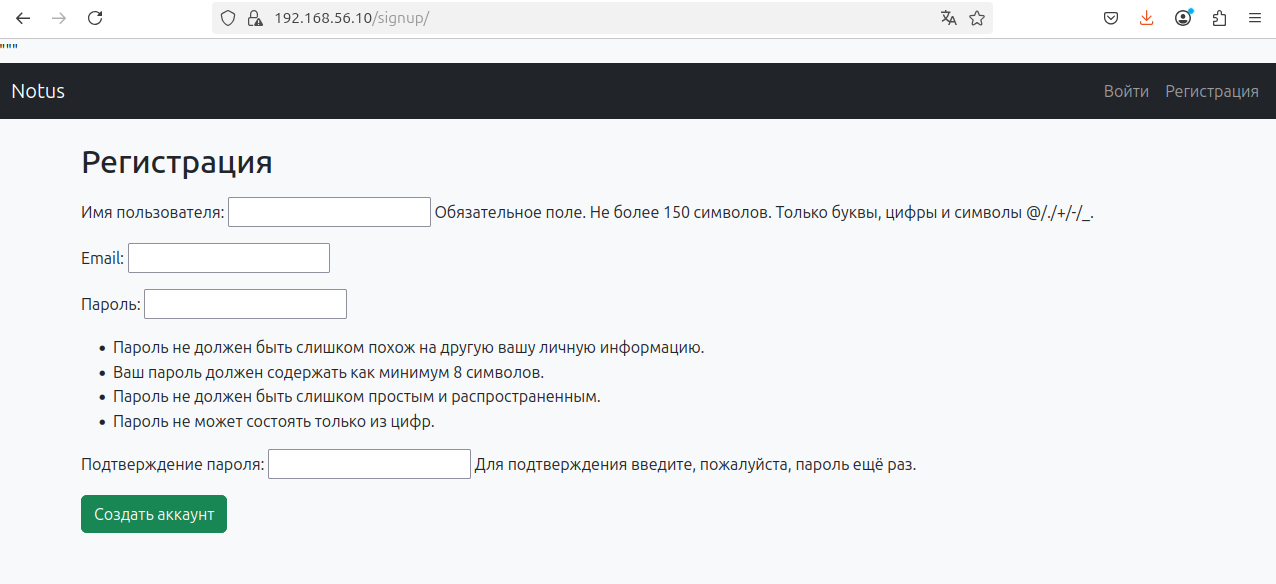 192.168.56.10/signup/
"""
Notus Войти Регистрация
Регистрация
Имя пользователя: Обязательное поле. Не более 150 символов. Только буквы, цифры и символы @/./+/-/_.
Email:
Пароль:
• Пароль не должен быть слишком похож на другую вашу личную информацию.
• Ваш пароль должен содержать как минимум 8 символов.
• Пароль не должен быть слишком простым и распространенным.
• Пароль не может состоять только из цифр.
Подтверждение пароля: Для подтверждения введите, пожалуйста, пароль ещё раз.
Создать аккаунт